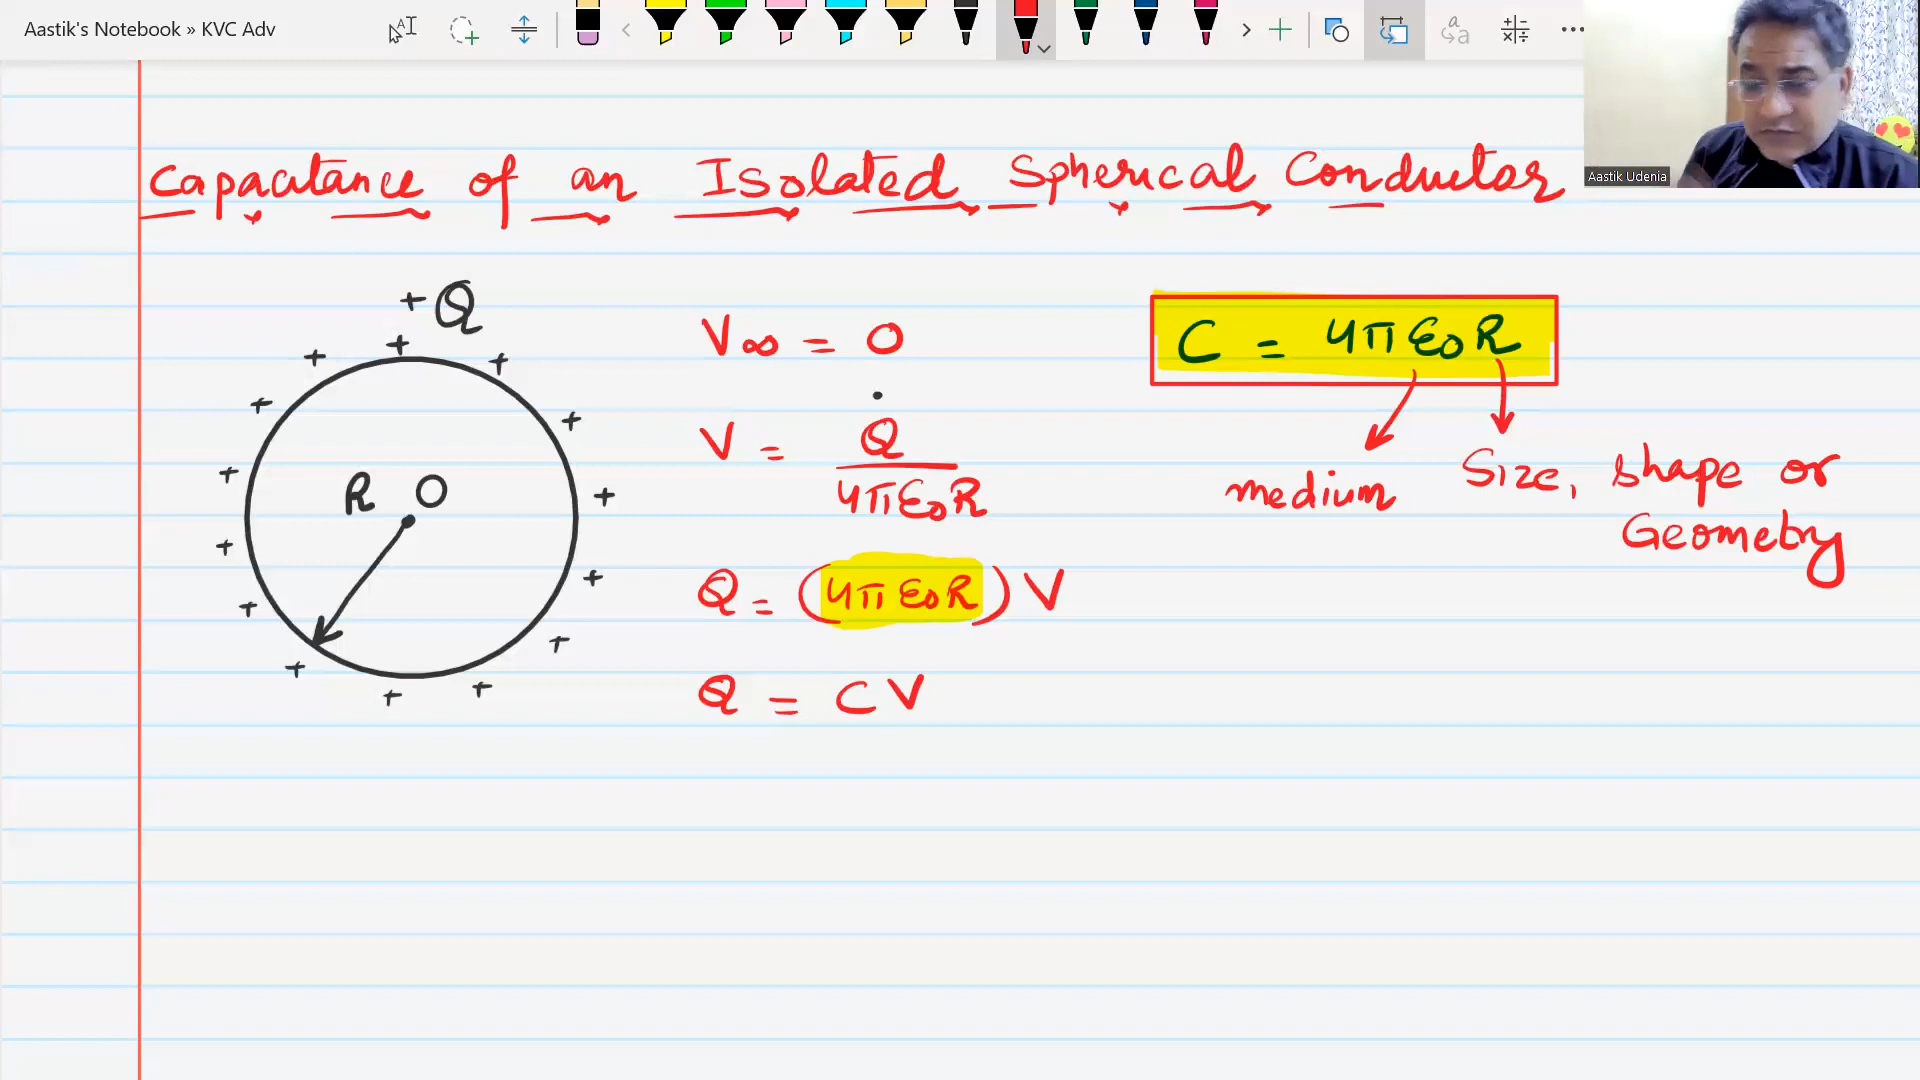 Aastik's Notebook » KVC Adv
Aastik Udenia
Capacitance of an Isolated Spherical Conductor
+ Q
R O
V∞ = 0
V = Q / 4πε₀R
Q = (4πε₀R) V
Q = CV
C = 4πε₀R
medium
Size, shape or
Geometry